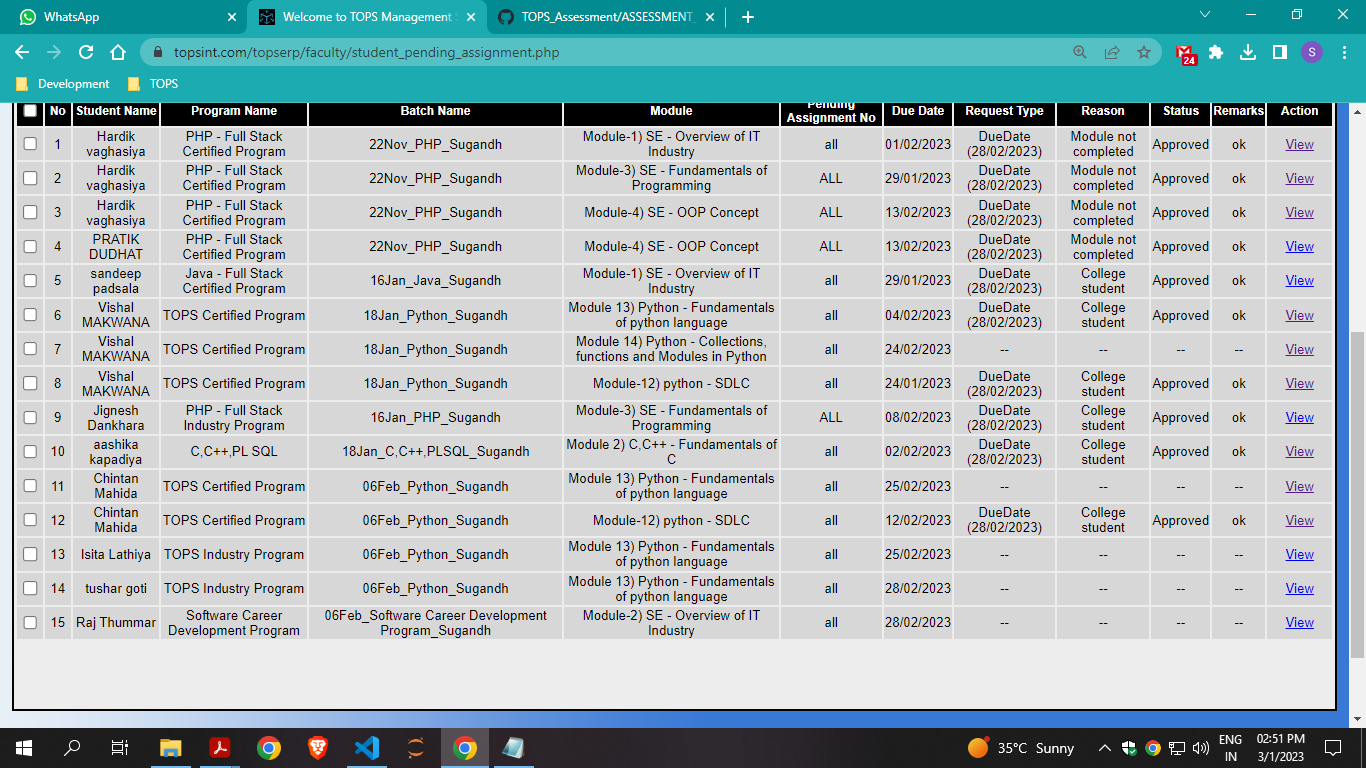 WhatsApp
Welcome to TOPS Management S
TOPS_Assessment/ASSESSMENT_
topsint.com/topserp/faculty/student_pending_assignment.php
24
S
Development
TOPS
No Student Name Program Name Batch Name Module Pending Assignment No Due Date Request Type Reason Status Remarks Action
1 Hardik vaghasiya PHP - Full Stack Certified Program 22Nov_PHP_Sugandh Module-1) SE - Overview of IT Industry all 01/02/2023 DueDate (28/02/2023) Module not completed Approved ok View
2 Hardik vaghasiya PHP - Full Stack Certified Program 22Nov_PHP_Sugandh Module-3) SE - Fundamentals of Programming ALL 29/01/2023 DueDate (28/02/2023) Module not completed Approved ok View
3 Hardik vaghasiya PHP - Full Stack Certified Program 22Nov_PHP_Sugandh Module-4) SE - OOP Concept ALL 13/02/2023 DueDate (28/02/2023) Module not completed Approved ok View
4 PRATIK DUDHAT PHP - Full Stack Certified Program 22Nov_PHP_Sugandh Module-4) SE - OOP Concept ALL 13/02/2023 DueDate (28/02/2023) Module not completed Approved ok View
5 sandeep padsala Java - Full Stack Certified Program 16Jan_Java_Sugandh Module-1) SE - Overview of IT Industry all 29/01/2023 DueDate (28/02/2023) College student Approved ok View
6 Vishal MAKWANA TOPS Certified Program 18Jan_Python_Sugandh Module 13) Python - Fundamentals of python language all 04/02/2023 DueDate (28/02/2023) College student Approved ok View
7 Vishal MAKWANA TOPS Certified Program 18Jan_Python_Sugandh Module 14) Python - Collections, functions and Modules in Python all 24/02/2023 -- -- -- -- View
8 Vishal MAKWANA TOPS Certified Program 18Jan_Python_Sugandh Module-12) python - SDLC all 24/01/2023 DueDate (28/02/2023) College student Approved ok View
9 Jignesh Dankhara PHP - Full Stack Industry Program 16Jan_PHP_Sugandh Module-3) SE - Fundamentals of Programming ALL 08/02/2023 DueDate (28/02/2023) College student Approved ok View
10 aashika kapadiya C,C++,PL SQL 18Jan_C,C++,PLSQL_Sugandh Module 2) C,C++ - Fundamentals of C all 02/02/2023 DueDate (28/02/2023) College student Approved ok View
11 Chintan Mahida TOPS Certified Program 06Feb_Python_Sugandh Module 13) Python - Fundamentals of python language all 25/02/2023 -- -- -- -- View
12 Chintan Mahida TOPS Certified Program 06Feb_Python_Sugandh Module-12) python - SDLC all 12/02/2023 DueDate (28/02/2023) College student Approved ok View
13 Isita Lathiya TOPS Industry Program 06Feb_Python_Sugandh Module 13) Python - Fundamentals of python language all 25/02/2023 -- -- -- -- View
14 tushar goti TOPS Industry Program 06Feb_Python_Sugandh Module 13) Python - Fundamentals of python language all 28/02/2023 -- -- -- -- View
15 Raj Thummar Software Career Development Program 06Feb_Software Career Development Program_Sugandh Module-2) SE - Overview of IT Industry all 28/02/2023 -- -- -- -- View
35°C Sunny
ENG IN
02:51 PM
3/1/2023